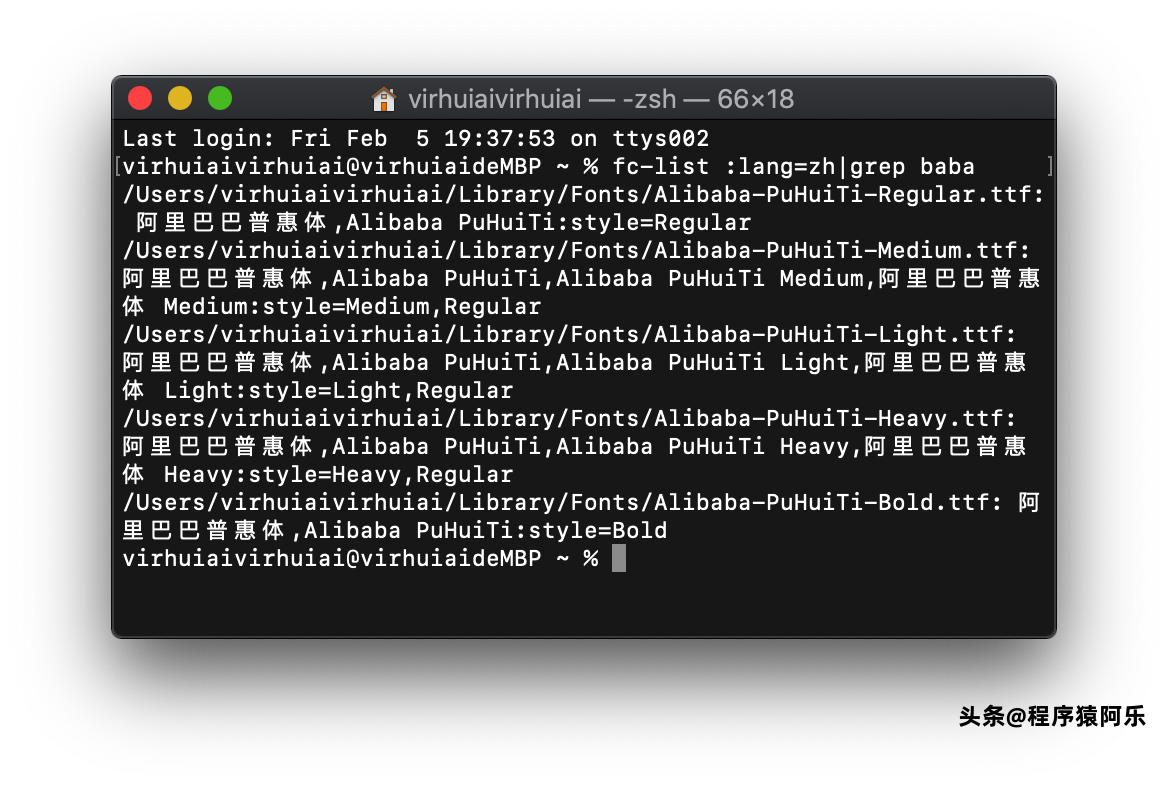 virhuiaivirhuiai — -zsh — 66×18
Last login: Fri Feb  5 19:37:53 on ttys002
[virhuiaivirhuiai@virhuiaideMBP ~ % fc-list :lang=zh|grep baba ]
/Users/virhuiaivirhuiai/Library/Fonts/Alibaba-PuHuiTi-Regular.ttf:
阿里巴巴普惠体,Alibaba PuHuiTi:style=Regular
/Users/virhuiaivirhuiai/Library/Fonts/Alibaba-PuHuiTi-Medium.ttf:
阿里巴巴普惠体,Alibaba PuHuiTi,Alibaba PuHuiTi Medium,阿里巴巴普惠
体 Medium:style=Medium,Regular
/Users/virhuiaivirhuiai/Library/Fonts/Alibaba-PuHuiTi-Light.ttf:
阿里巴巴普惠体,Alibaba PuHuiTi,Alibaba PuHuiTi Light,阿里巴巴普惠
体 Light:style=Light,Regular
/Users/virhuiaivirhuiai/Library/Fonts/Alibaba-PuHuiTi-Heavy.ttf:
阿里巴巴普惠体,Alibaba PuHuiTi,Alibaba PuHuiTi Heavy,阿里巴巴普惠
体 Heavy:style=Heavy,Regular
/Users/virhuiaivirhuiai/Library/Fonts/Alibaba-PuHuiTi-Bold.ttf: 阿
里巴巴普惠体,Alibaba PuHuiTi:style=Bold
virhuiaivirhuiai@virhuiaideMBP ~ %
头条@程序猿阿乐